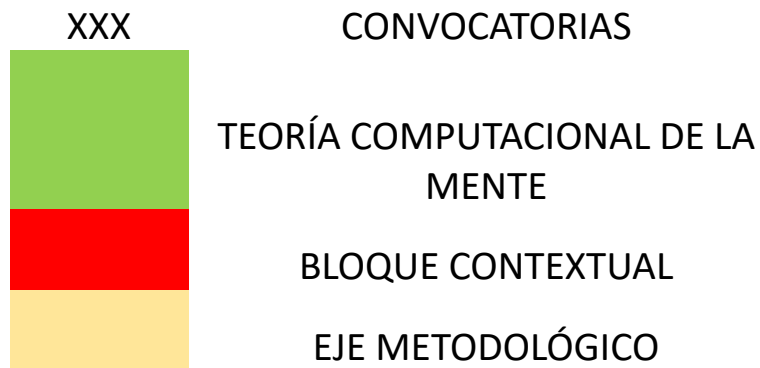 XXX CONVOCATORIAS
TEORÍA COMPUTACIONAL DE LA
MENTE
BLOQUE CONTEXTUAL
EJE METODOLÓGICO